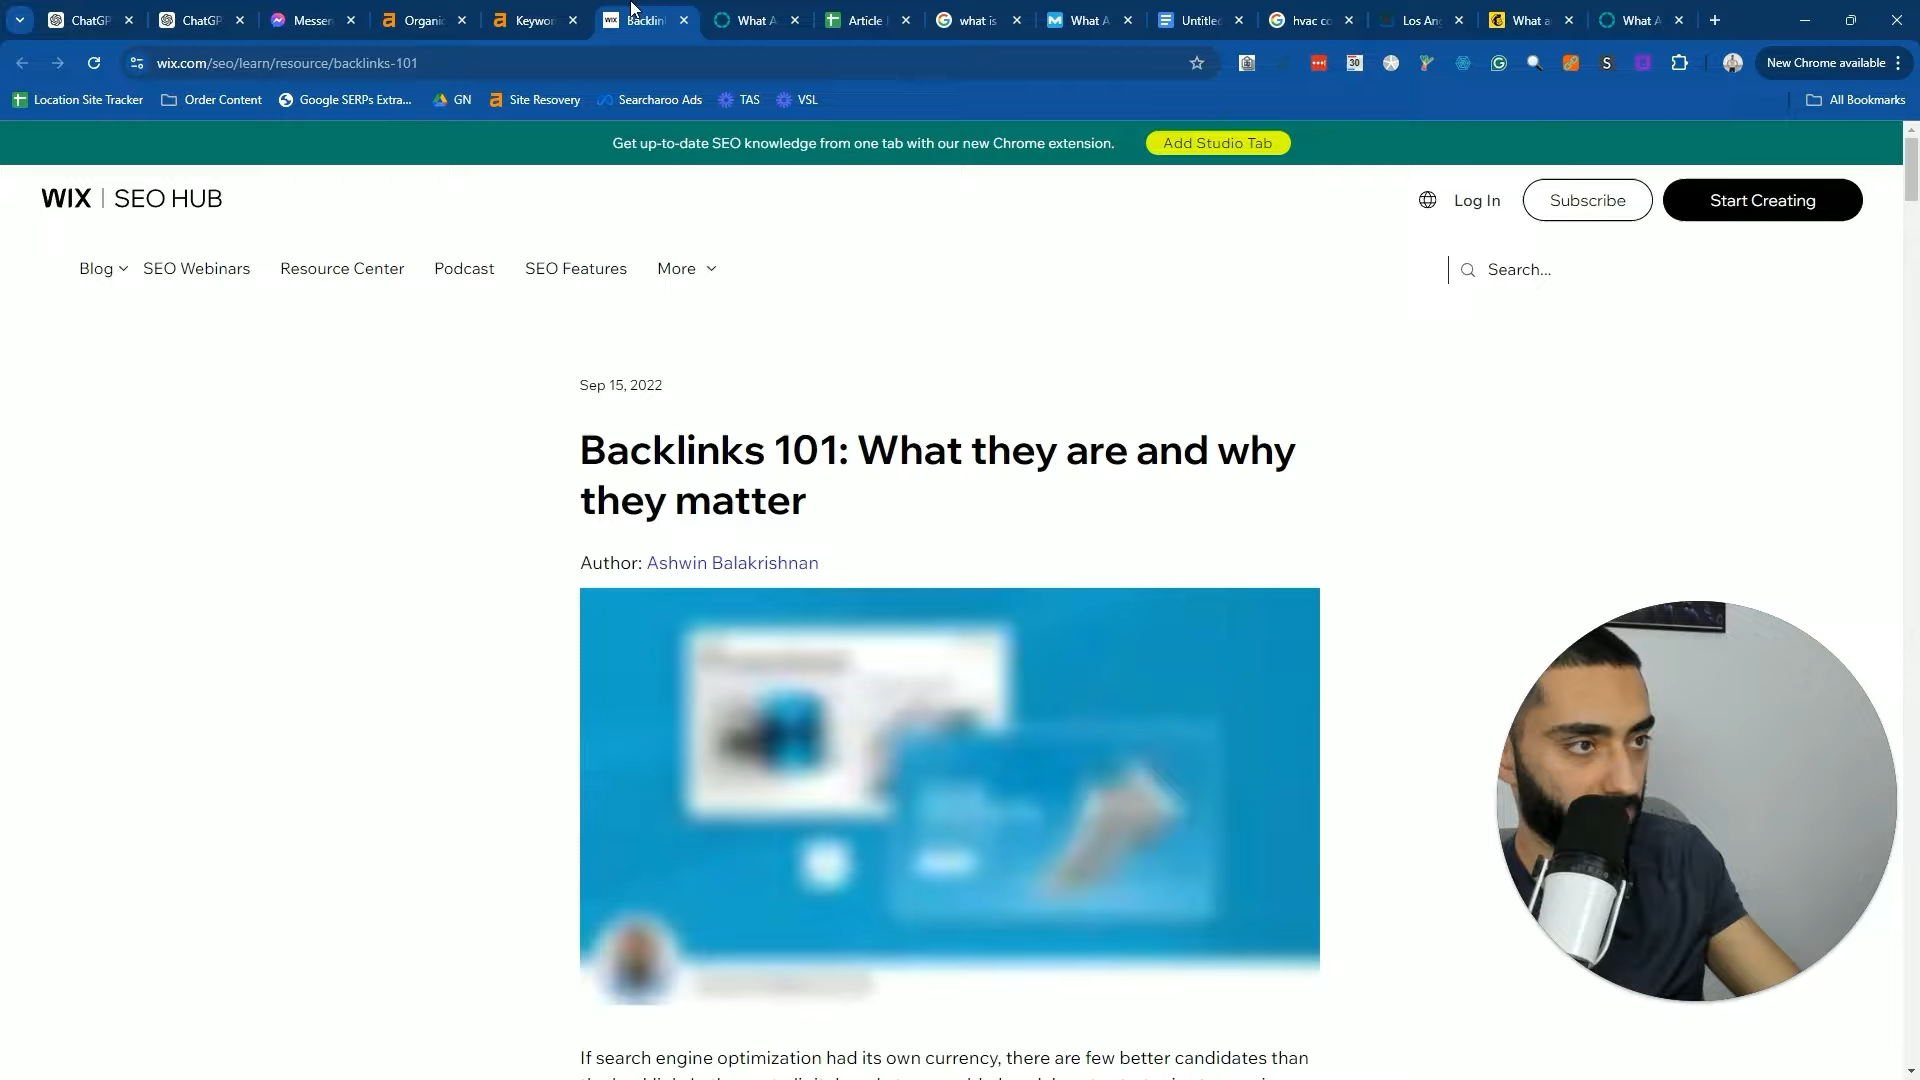 ChatGP
ChatGP
Messen
Organic
Keywor
Backlin
What A
Article
what is
What A
Untitle
hvac co
Los An
What a
What A
wix.com/seo/learn/resource/backlinks-101
30
S
New Chrome available
Location Site Tracker
Order Content
Google SERPs Extra...
GN
Site Recovery
Searcharoo Ads
TAS
VSL
All Bookmarks
Get up-to-date SEO knowledge from one tab with our new Chrome extension.
Add Studio Tab
WIX | SEO HUB
Log In
Subscribe
Start Creating
Blog
SEO Webinars
Resource Center
Podcast
SEO Features
More
Search...
Sep 15, 2022
Backlinks 101: What they are and why
they matter
Author: Ashwin Balakrishnan
If search engine optimization had its own currency, there are few better candidates than